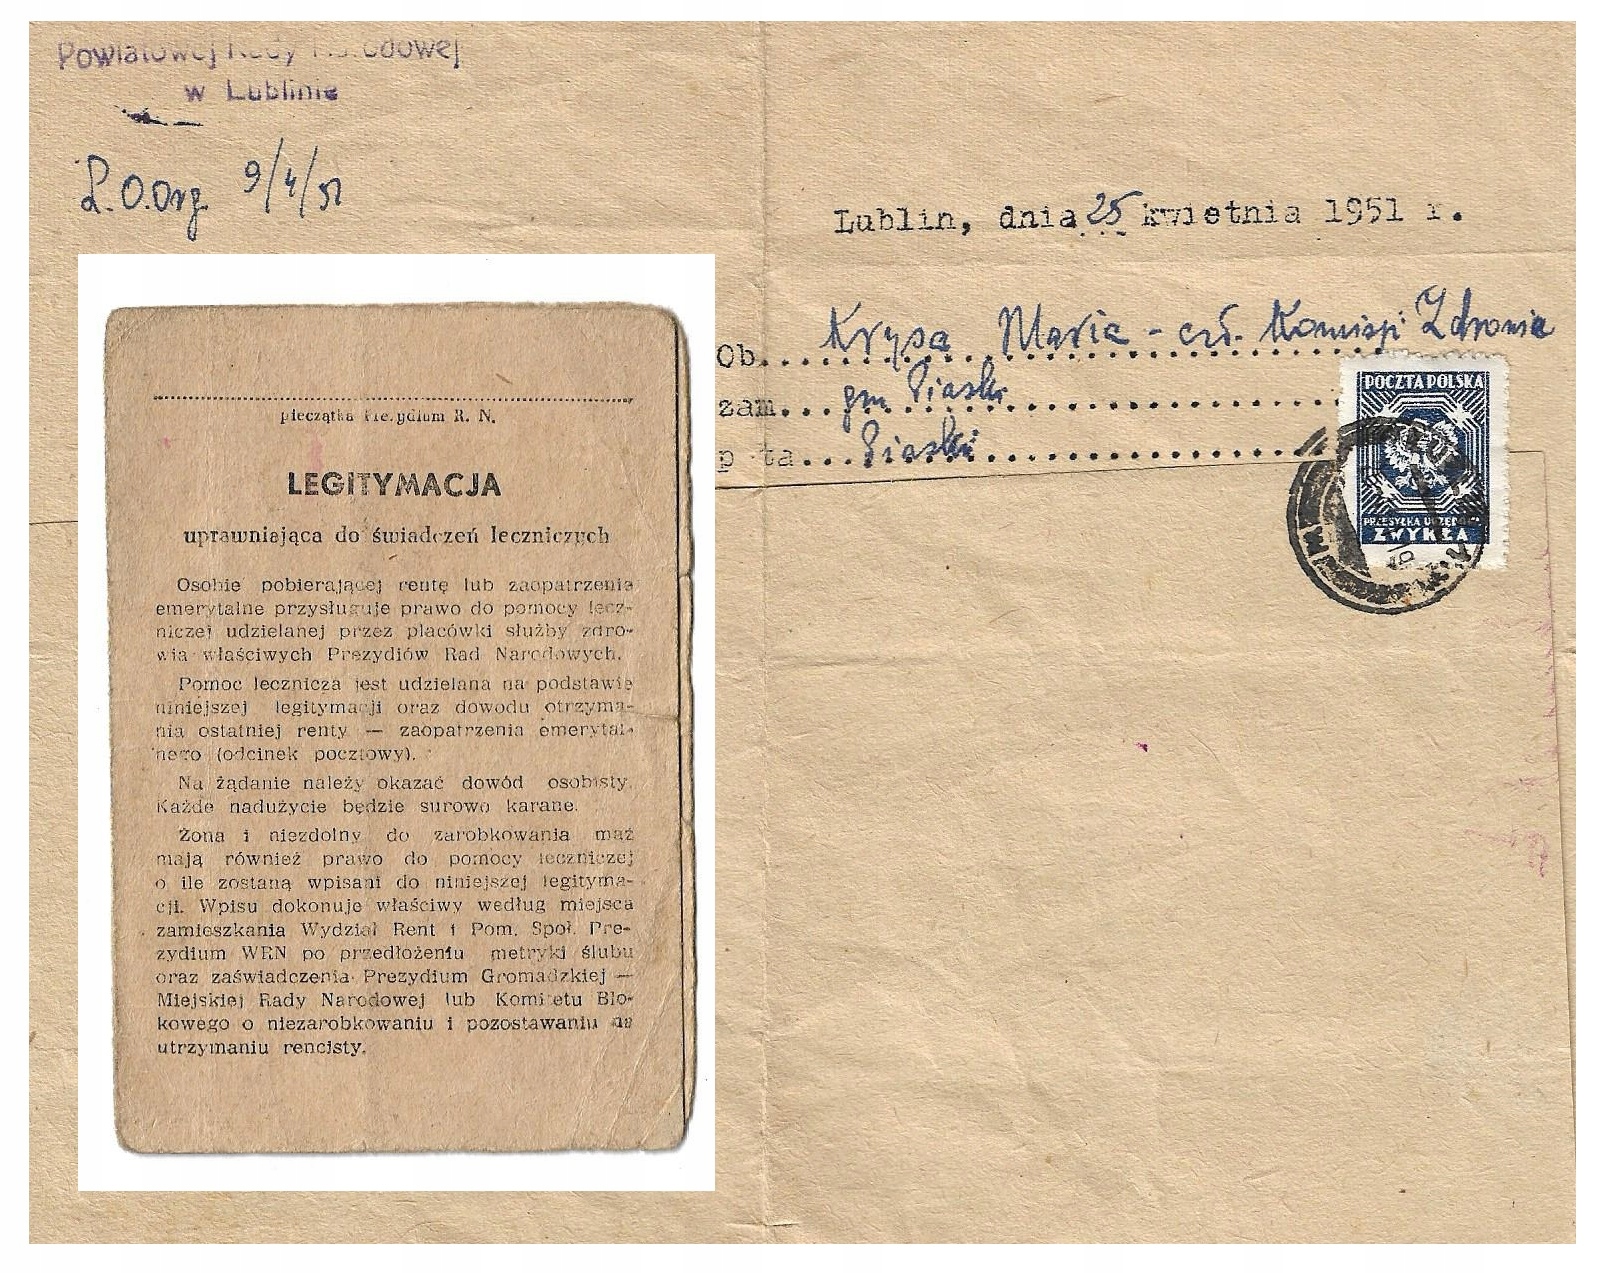 Powiatowej Rady Narodowej
w Lublinie
L.O.Org. 9/4/51
Lublin, dnia 25 kwietnia 1951 r.
Ob. Krysa Maria - czł. Komisji Zdrowia
zam. gm Piaski
p ta Piaski
POCZTA POLSKA
PRZESYŁKA URZĘDOWA
ZWYKŁA
pieczątka Prezydium R. N.
LEGITYMACJA
uprawniająca do świadczeń leczniczych
Osobie pobierającej rentę lub zaopatrzenie
emerytalne przysługuje prawo do pomocy lecz-
niczej udzielanej przez placówki służby zdro-
wia właściwych Prezydiów Rad Narodowych.
Pomoc lecznicza jest udzielana na podstawie
niniejszej legitymacji oraz dowodu otrzyma-
nia ostatniej renty — zaopatrzenia emerytal-
nego (odcinek pocztowy).
Na żądanie należy okazać dowód osobisty.
Każde nadużycie będzie surowo karane.
Żona i niezdolny do zarobkowania mąż
mają również prawo do pomocy leczniczej
o ile zostaną wpisani do niniejszej legityma-
cji. Wpisu dokonuje właściwy według miejsca
zamieszkania Wydział Rent i Pom. Społ. Pre-
zydium WRN po przedłożeniu metryki ślubu
oraz zaświadczenia Prezydium Gromadzkiej —
Miejskiej Rady Narodowej lub Komitetu Blo-
kowego o niezarobkowaniu i pozostawaniu na
utrzymaniu rencisty.